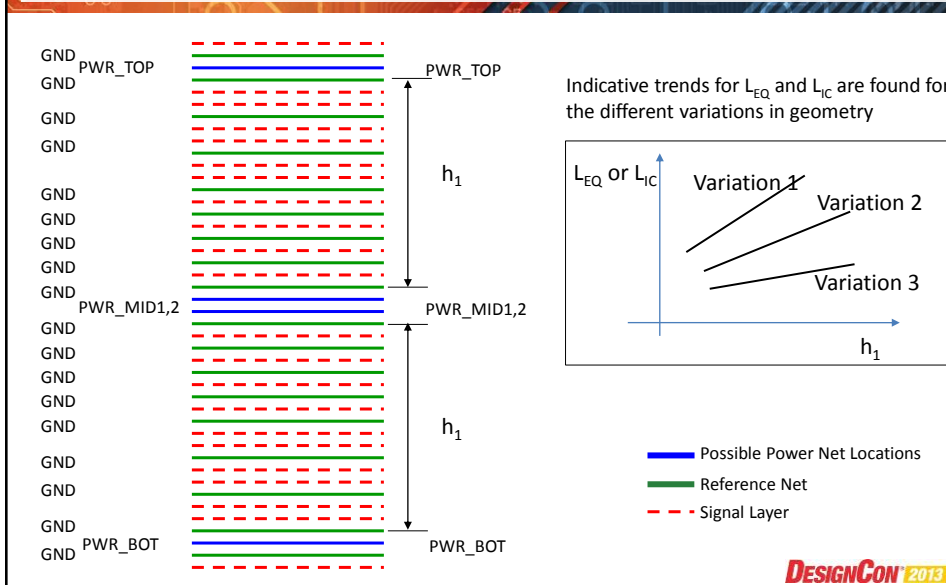 GND
PWR_TOP
GND
GND
GND
GND
GND
GND
GND
GND
PWR_MID1,2
GND
GND
GND
GND
GND
GND
GND
GND
PWR_BOT
GND
PWR_TOP
h1
PWR_MID1,2
h1
PWR_BOT
Indicative trends for LEQ and LIC are found for
the different variations in geometry
LEQ or LIC
Variation 1
Variation 2
Variation 3
h1
Possible Power Net Locations
Reference Net
Signal Layer
DESIGNCON 2013